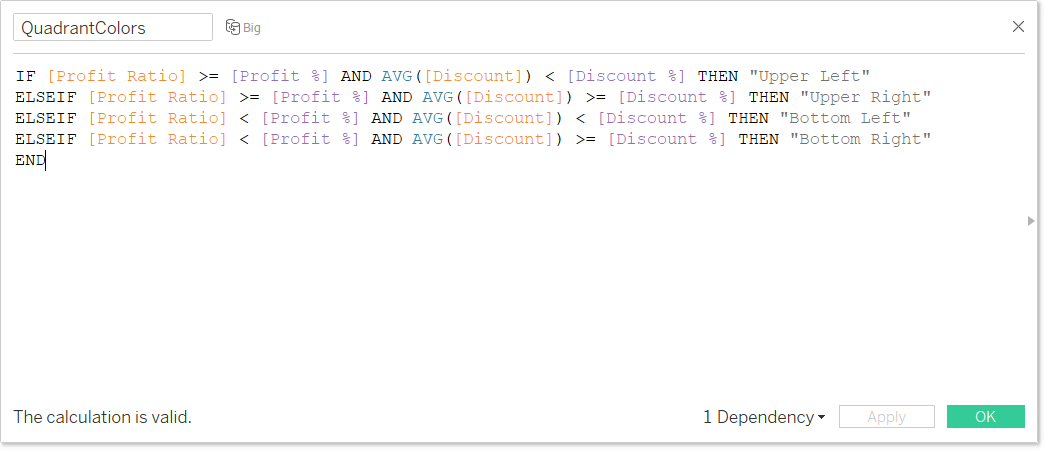 QuadrantColors
Big
IF [Profit Ratio] >= [Profit %] AND AVG([Discount]) < [Discount %] THEN "Upper Left"
ELSEIF [Profit Ratio] >= [Profit %] AND AVG([Discount]) >= [Discount %] THEN "Upper Right"
ELSEIF [Profit Ratio] < [Profit %] AND AVG([Discount]) < [Discount %] THEN "Bottom Left"
ELSEIF [Profit Ratio] < [Profit %] AND AVG([Discount]) >= [Discount %] THEN "Bottom Right"
END
The calculation is valid.
1 Dependency
Apply
OK